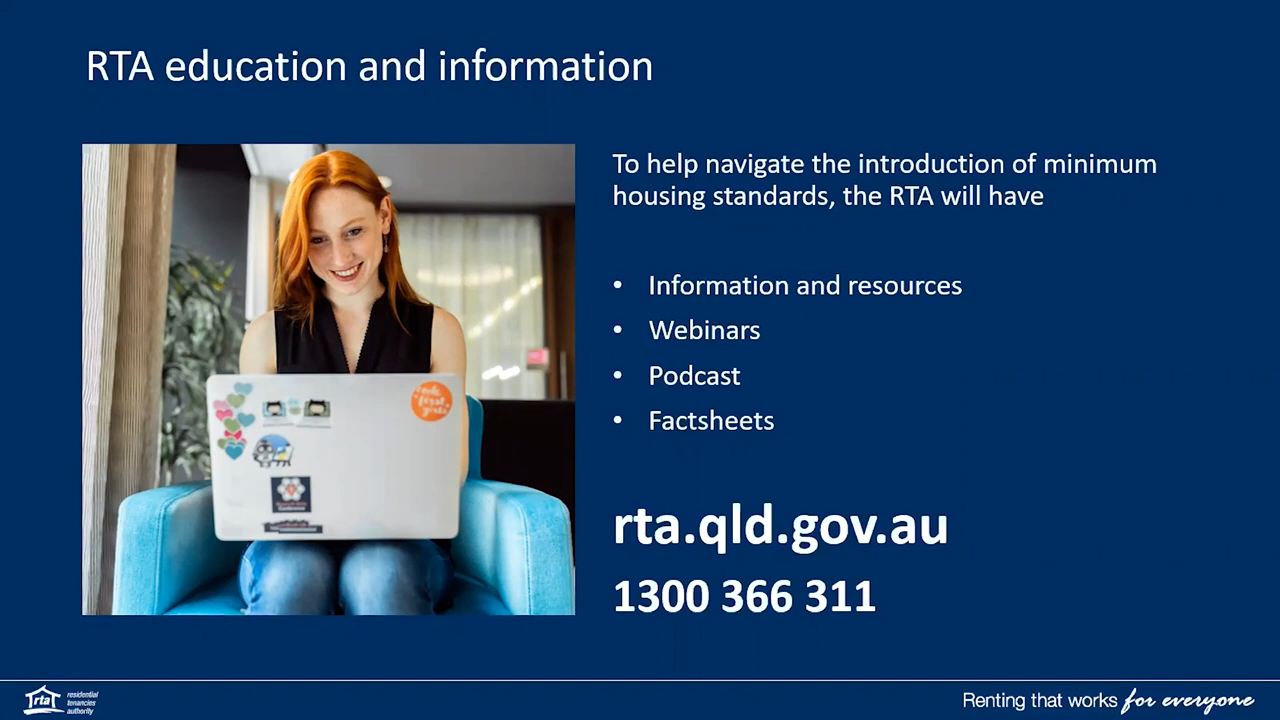 RTA education and information
To help navigate the introduction of minimum
housing standards, the RTA will have
• Information and resources
• Webinars
• Podcast
• Factsheets
rta.qld.gov.au
1300 366 311
rta
residential
tenancies
authority
Renting that works for everyone